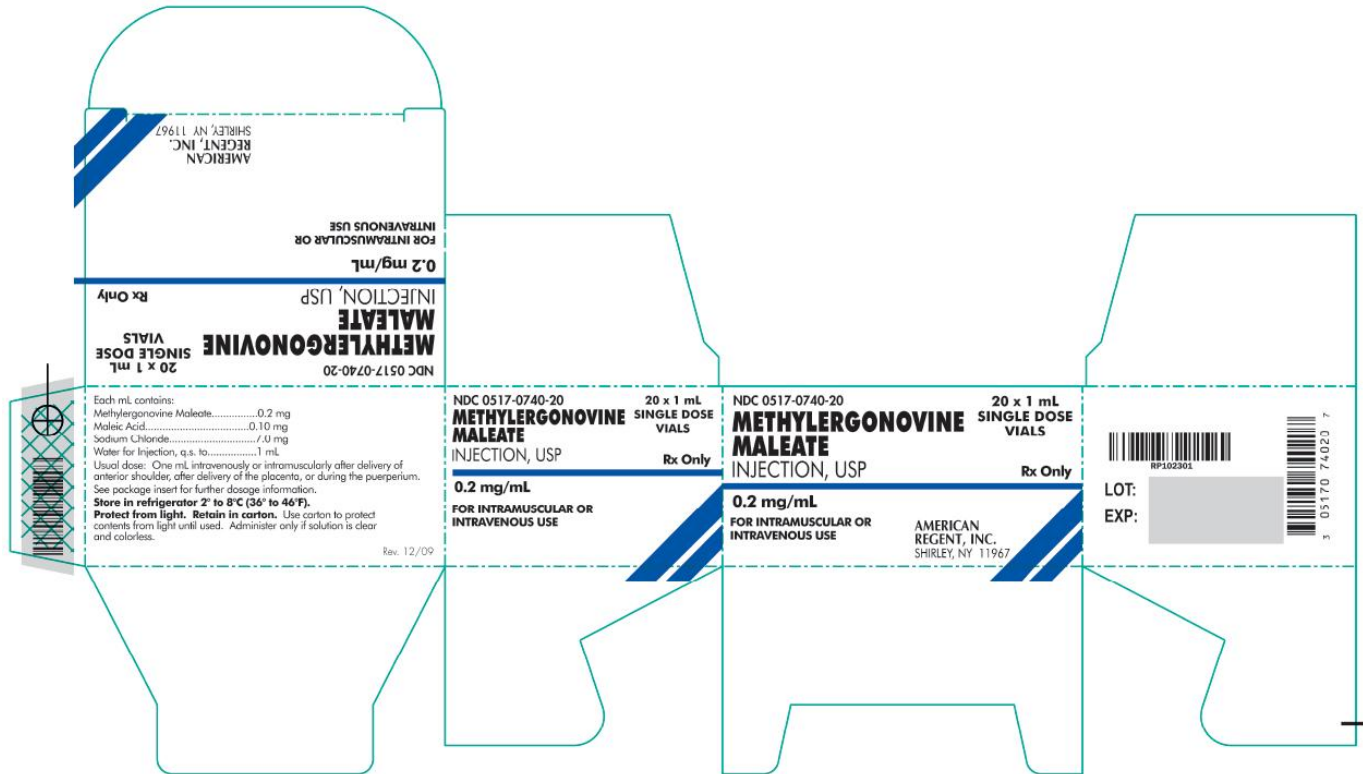 AMERICAN
REGENT, INC.
SHIRLEY, NY 11967
FOR INTRAMUSCULAR OR
INTRAVENOUS USE
0.2 mg/mL
Rx Only
INJECTION, USP
METHYLERGONOVINE
MALEATE
20 x 1 mL
SINGLE DOSE
VIALS
NDC 0517-0740-20
Each mL contains:
Methylergonovine Maleate...............0.2 mg
Maleic Acid..................................0.10 mg
Sodium Chloride............................7.0 mg
Water for Injection, q.s. to................1 mL
Usual dose: One mL intravenously or intramuscularly after delivery of
anterior shoulder, after delivery of the placenta, or during the puerperium.
See package insert for further dosage information.
Store in refrigerator 2° to 8°C (36° to 46°F).
Protect from light. Retain in carton. Use carton to protect
contents from light until used. Administer only if solution is clear
and colorless.
Rev. 12/09
NDC 0517-0740-20
METHYLERGONOVINE
MALEATE
INJECTION, USP
20 x 1 mL
SINGLE DOSE
VIALS
Rx Only
0.2 mg/mL
FOR INTRAMUSCULAR OR
INTRAVENOUS USE
NDC 0517-0740-20
METHYLERGONOVINE
MALEATE
INJECTION, USP
20 x 1 mL
SINGLE DOSE
VIALS
Rx Only
0.2 mg/mL
FOR INTRAMUSCULAR OR
INTRAVENOUS USE
AMERICAN
REGENT, INC.
SHIRLEY, NY 11967
RP102301
LOT:
EXP:
3 05170 74020 7